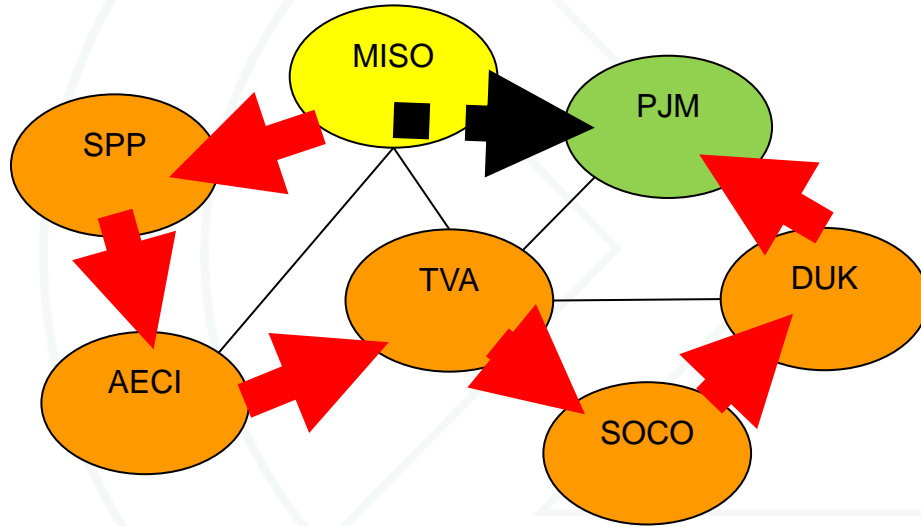 MISO
PJM
SPP
TVA
DUK
AECI
SOCO